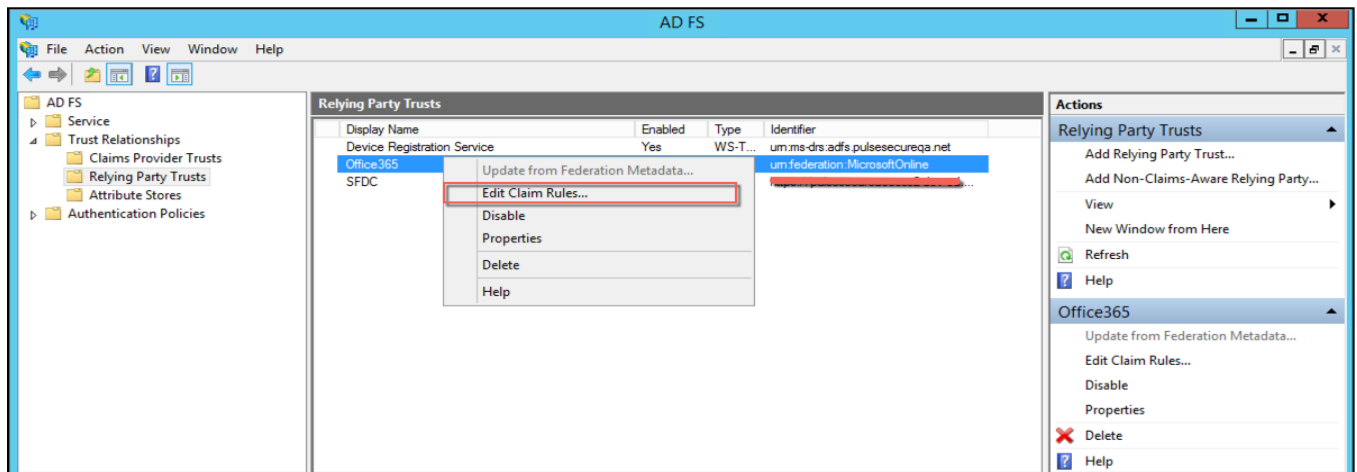 AD FS
File Action View Window Help
AD FS
Service
Trust Relationships
Claims Provider Trusts
Relying Party Trusts
Attribute Stores
Authentication Policies
Relying Party Trusts
Display Name Enabled Type Identifier
Device Registration Service Yes WS-T... urn:ms-drs:adfs.pulsesecureqa.net
Office365 urn:federation:MicrosoftOnline
SFDC
Update from Federation Metadata...
Edit Claim Rules...
Disable
Properties
Delete
Help
Actions
Relying Party Trusts
Add Relying Party Trust...
Add Non-Claims-Aware Relying Party...
View
New Window from Here
Refresh
Help
Office365
Update from Federation Metadata...
Edit Claim Rules...
Disable
Properties
Delete
Help